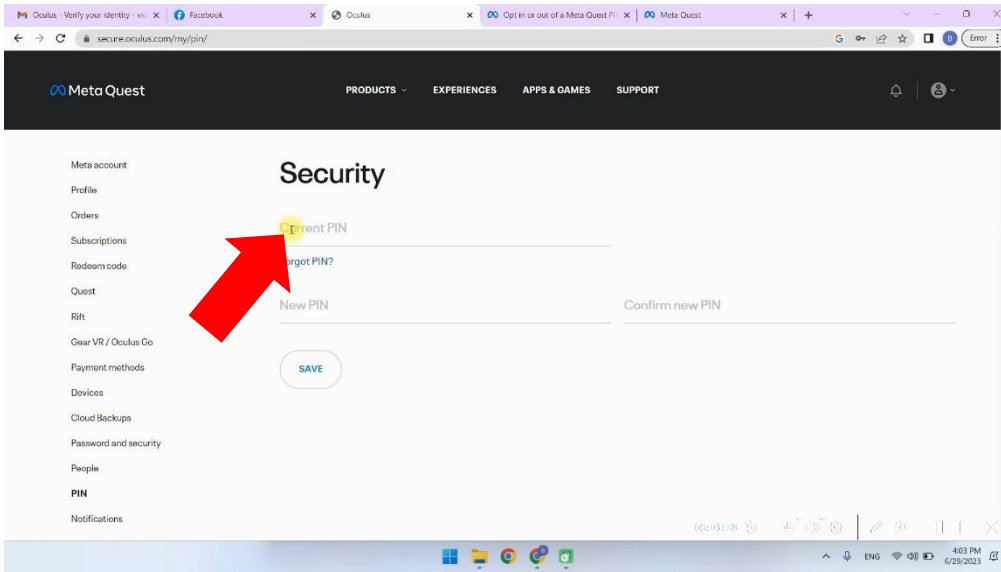 Oculus - Verify your identity - vic
Facebook
Oculus
Opt in or out of a Meta Quest Pi
Meta Quest
secure.oculus.com/my/pin/
B
Error
Meta Quest
PRODUCTS
EXPERIENCES
APPS & GAMES
SUPPORT
Meta account
Profile
Orders
Subscriptions
Redeem code
Quest
Rift
Gear VR / Oculus Go
Payment methods
Devices
Cloud Backups
Password and security
People
PIN
Notifications
Security
Current PIN
Forgot PIN?
New PIN
Confirm new PIN
SAVE
ENG
4:03 PM
6/29/2023